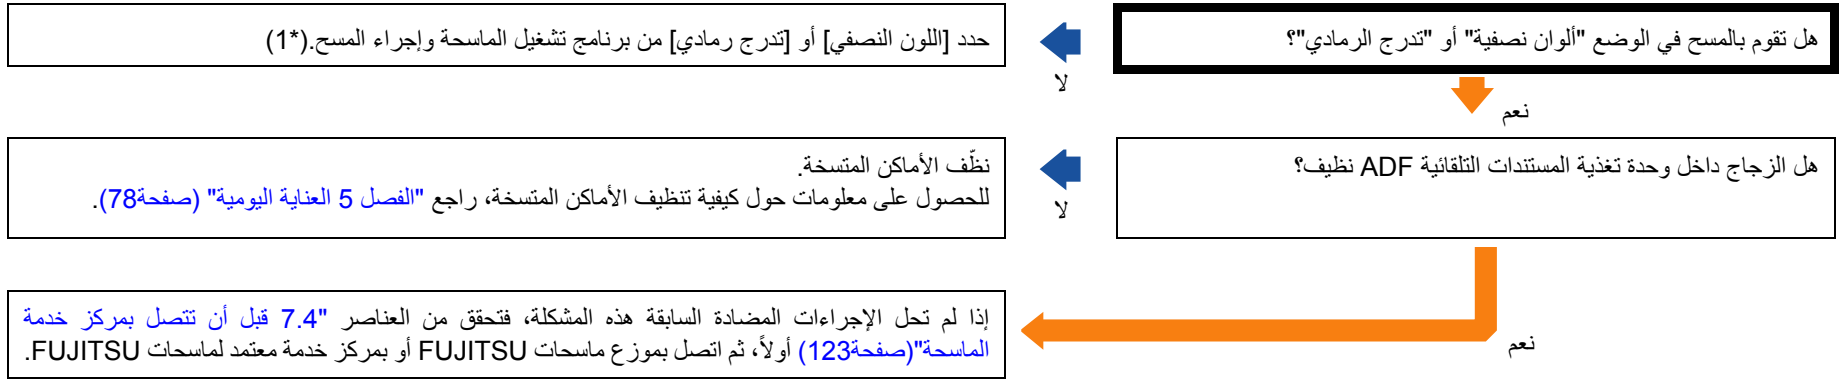 هل تقوم بالمسح في الوضع "ألوان نصفية" أو "تدرج الرمادي"؟
لا
حدد [اللون النصفي] أو [تدرج رمادي] من برنامج تشغيل الماسحة وإجراء المسح.(*1)
نعم
هل الزجاج داخل وحدة تغذية المستندات التلقائية ADF نظيف؟
لا
نظّف الأماكن المتسخة.
للحصول على معلومات حول كيفية تنظيف الأماكن المتسخة، راجع "الفصل 5 العناية اليومية" (صفحة78).
نعم
إذا لم تحل الإجراءات المضادة السابقة هذه المشكلة، فتحقق من العناصر "7.4 قبل أن تتصل بمركز خدمة
الماسحة"(صفحة123) أولاً، ثم اتصل بموزع ماسحات FUJITSU أو بمركز خدمة معتمد لماسحات FUJITSU.